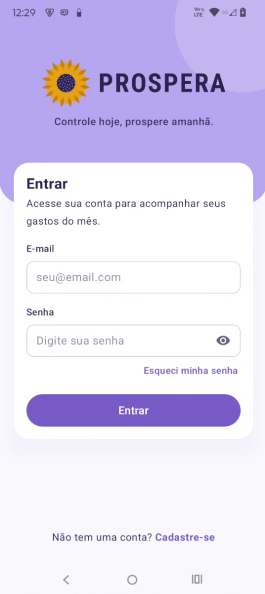 12:29
LTE
PROSPERA
Controle hoje, prospere amanhã.
Entrar
Acesse sua conta para acompanhar seus
gastos do mês.
E-mail
seu@email.com
Senha
Digite sua senha
Esqueci minha senha
Entrar
Não tem uma conta? Cadastre-se